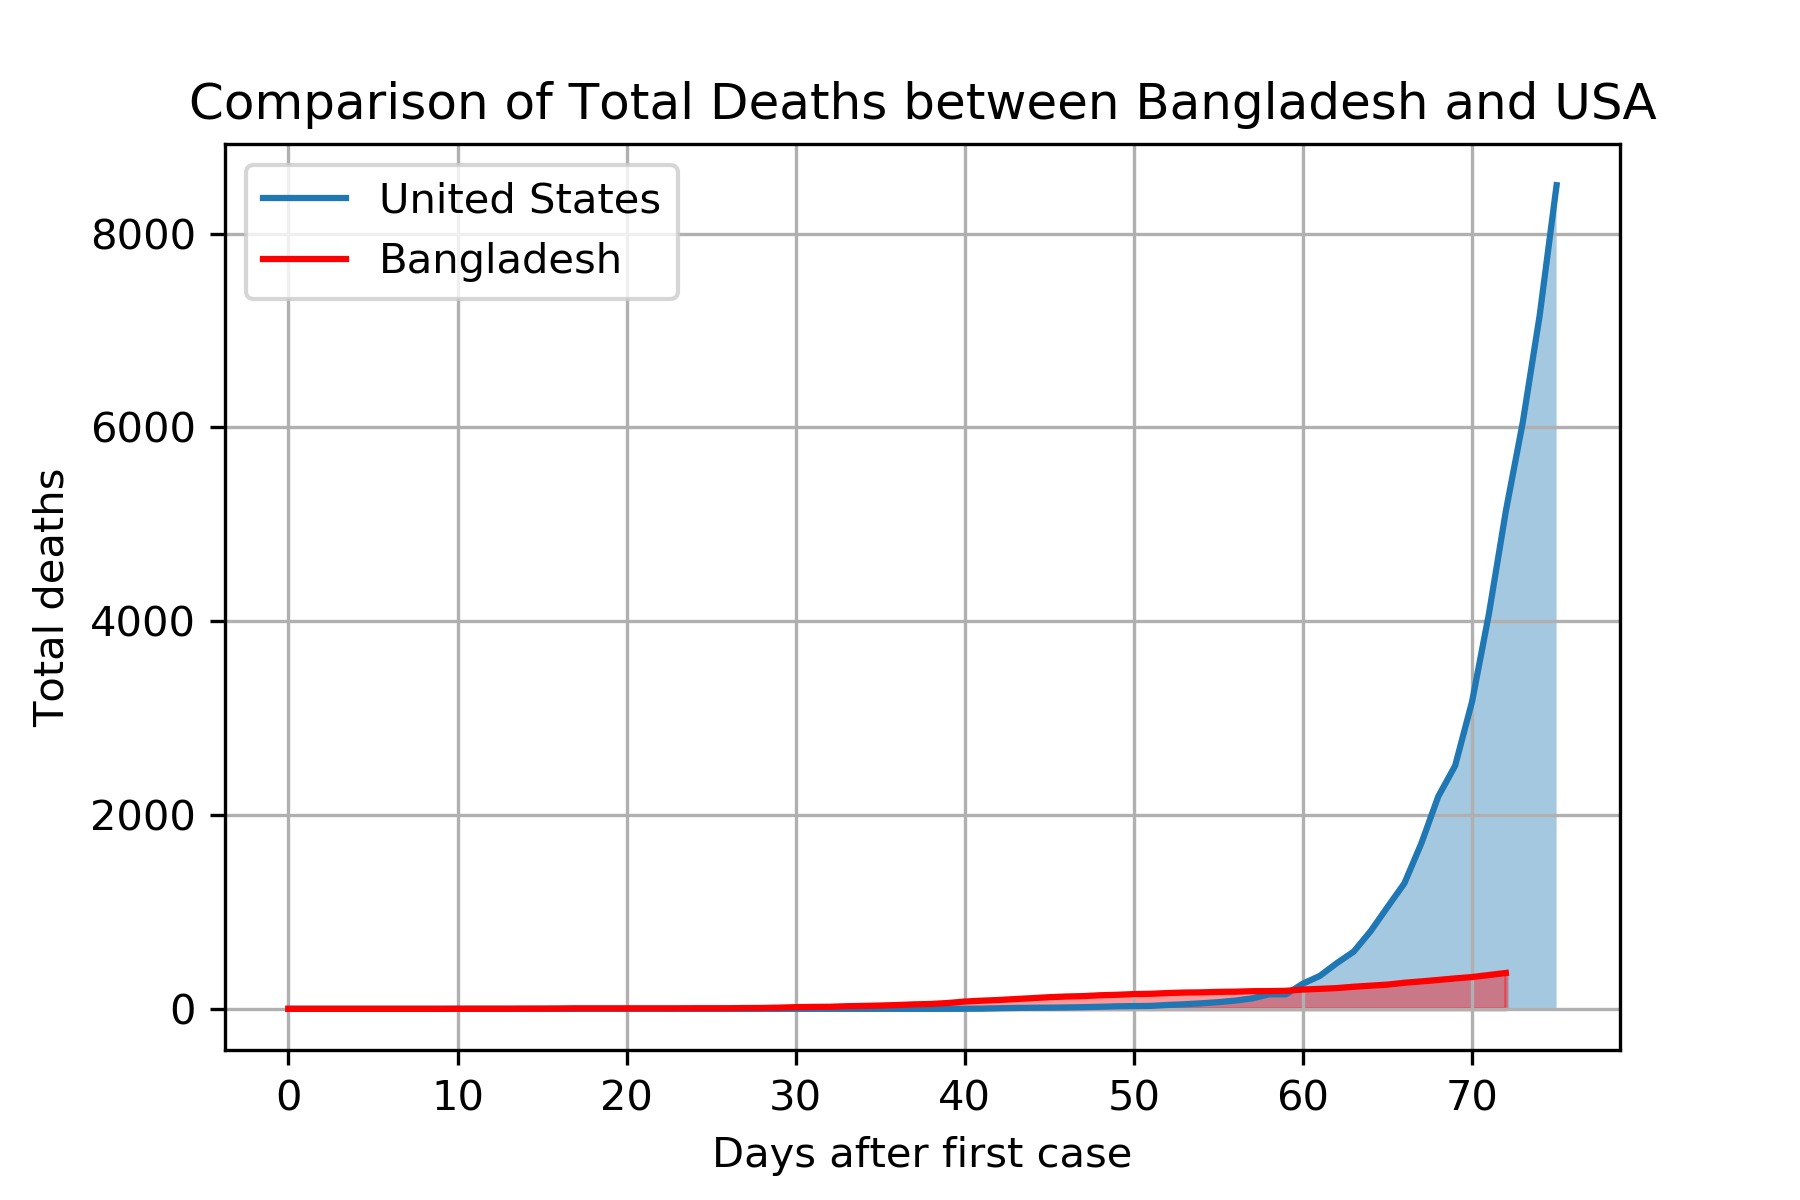 Comparison of Total Deaths between Bangladesh and USA
United States
Bangladesh
8000
6000
4000
2000
0
Total deaths
0 10 20 30 40 50 60 70
Days after first case